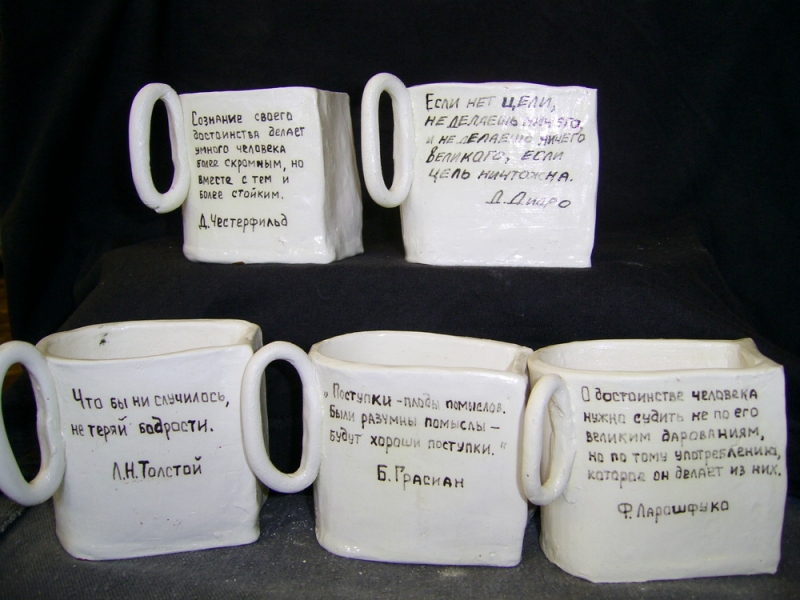 Сознание своего
достоинства делает
умного человека
более скромным, но
вместе с тем и
более стойким.
Д. Честерфильд
Если нет цели,
не делаешь ничего,
и не делаешь ничего
великого, если
цель ничтожна.
Д. Дидро
Что бы ни случилось,
не теряй бодрости.
Л.Н. Толстой
"Поступки - плоды помыслов.
Были разумны помыслы -
будут хороши поступки."
Б. Грасиан
О достоинстве человека
нужно судить не по его
великим дарованиям,
но по тому употреблению,
которое он делает из них.
Ф. Ларошфуко